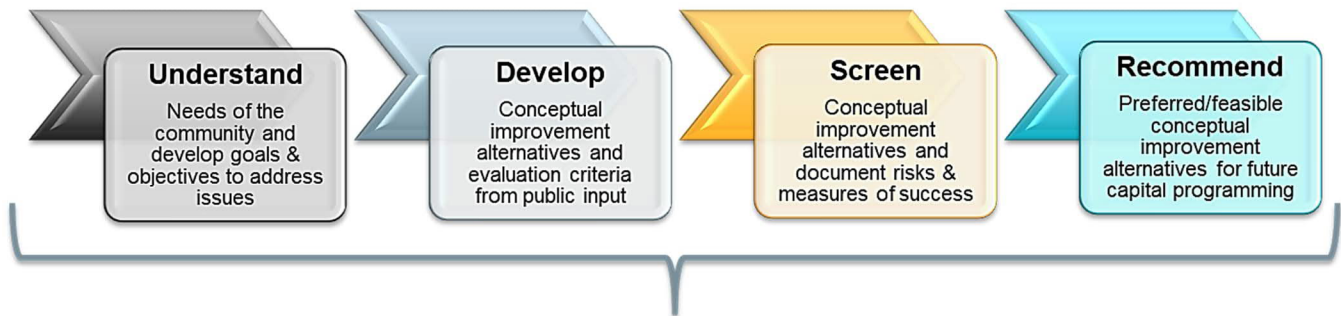 Understand
Needs of the
community and
develop goals &
objectives to address
issues
Develop
Conceptual
improvement
alternatives and
evaluation criteria
from public input
Screen
Conceptual
improvement
alternatives and
document risks &
measures of success
Recommend
Preferred/feasible
conceptual
improvement
alternatives for future
capital programming